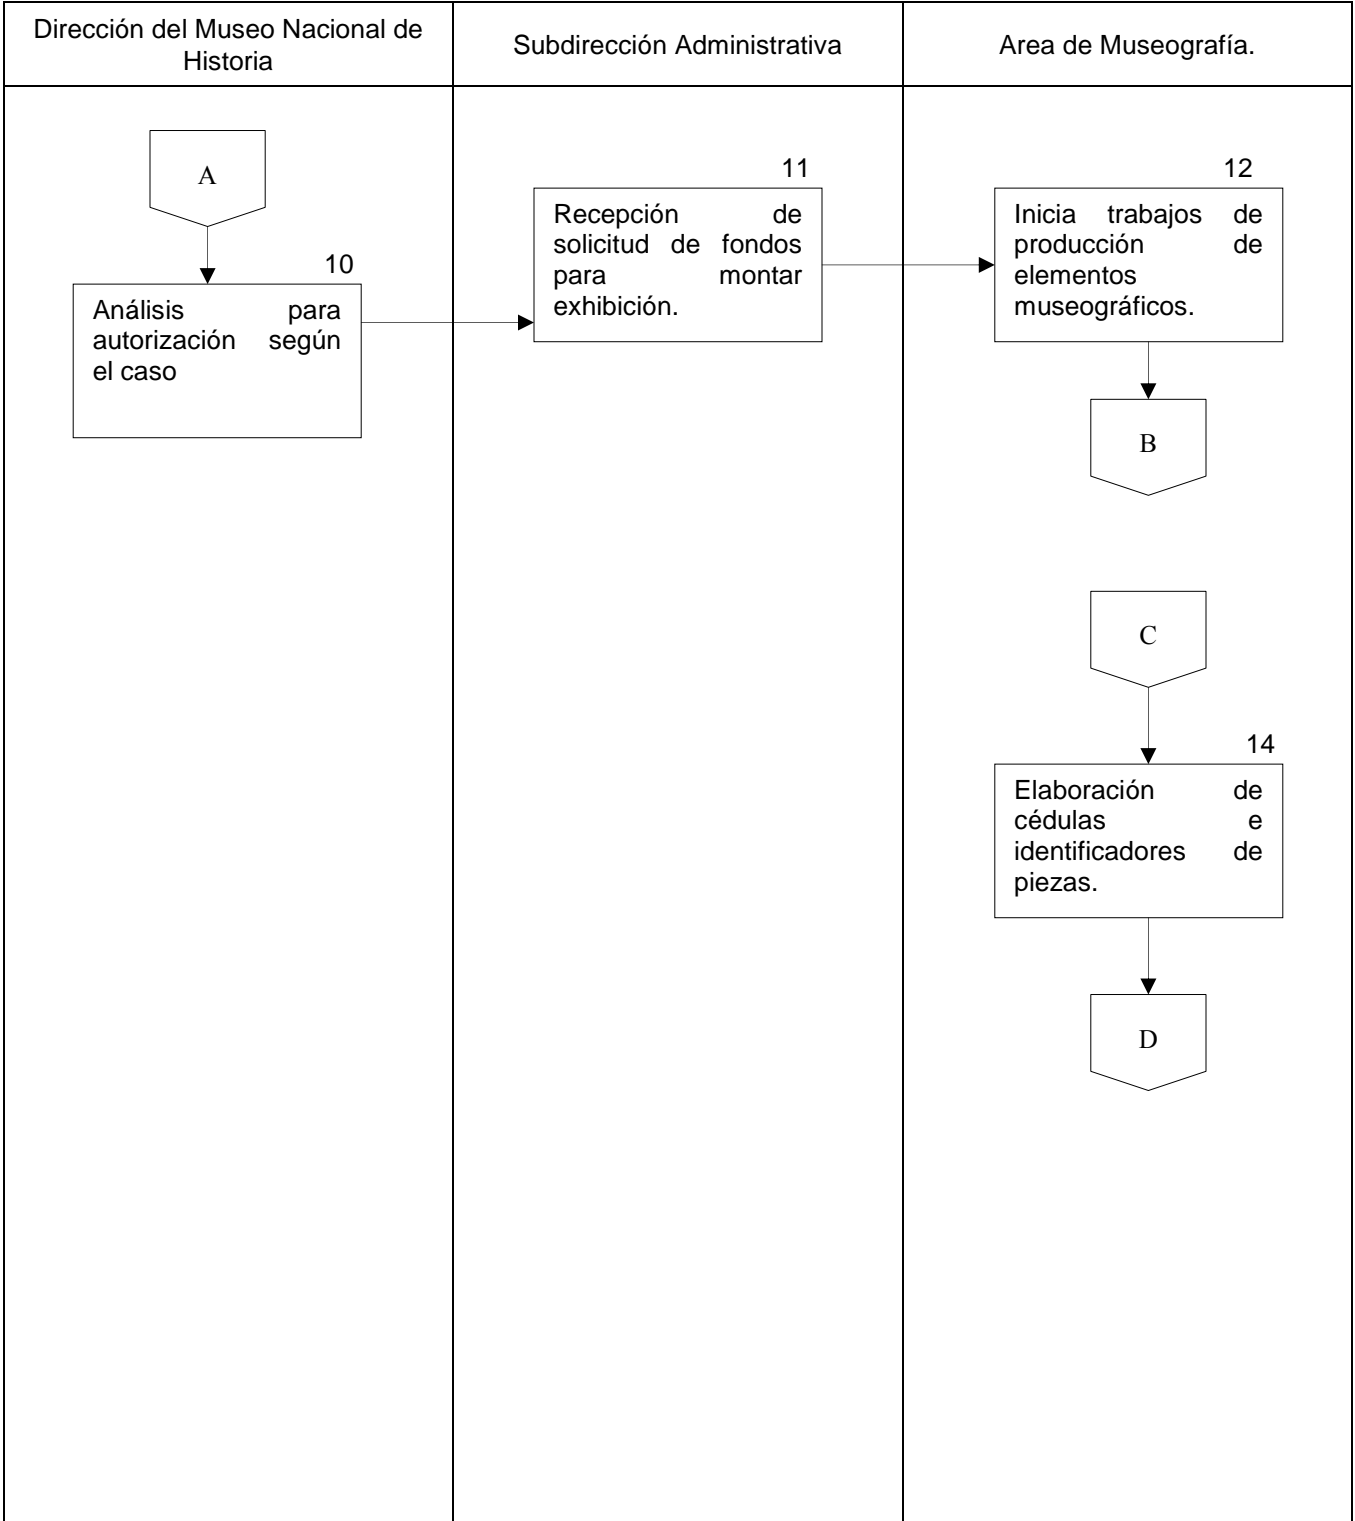 Dirección del Museo Nacional de
Historia
Subdirección Administrativa
Area de Museografía.
A
10
Análisis para
autorización según
el caso
11
Recepción de
solicitud de fondos
para montar
exhibición.
12
Inicia trabajos de
producción de
elementos
museográficos.
B
C
14
Elaboración de
cédulas e
identificadores de
piezas.
D